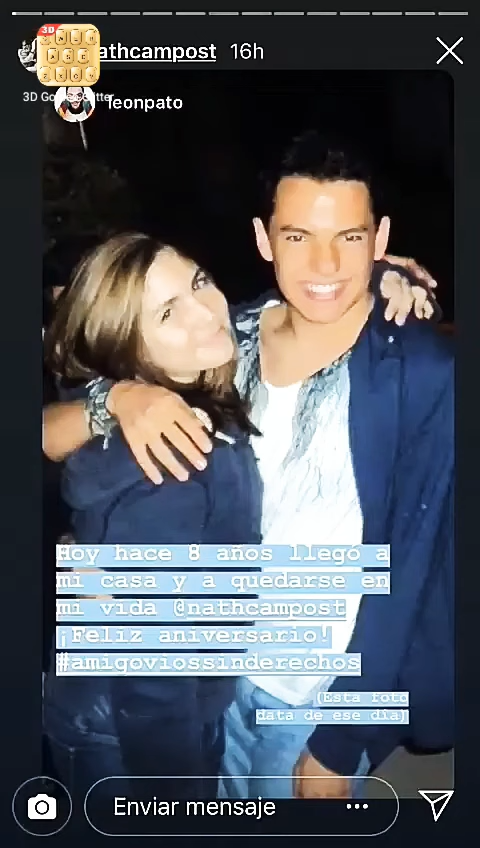 nathcampost 16h
3D
3D Go
leonpato
Hoy hace 8 años llegó a
mi casa y a quedarse en
mi vida @nathcampost
¡Feliz aniversario!
#amigoviossinderechos
(Esta foto
data de ese día)
Enviar mensaje